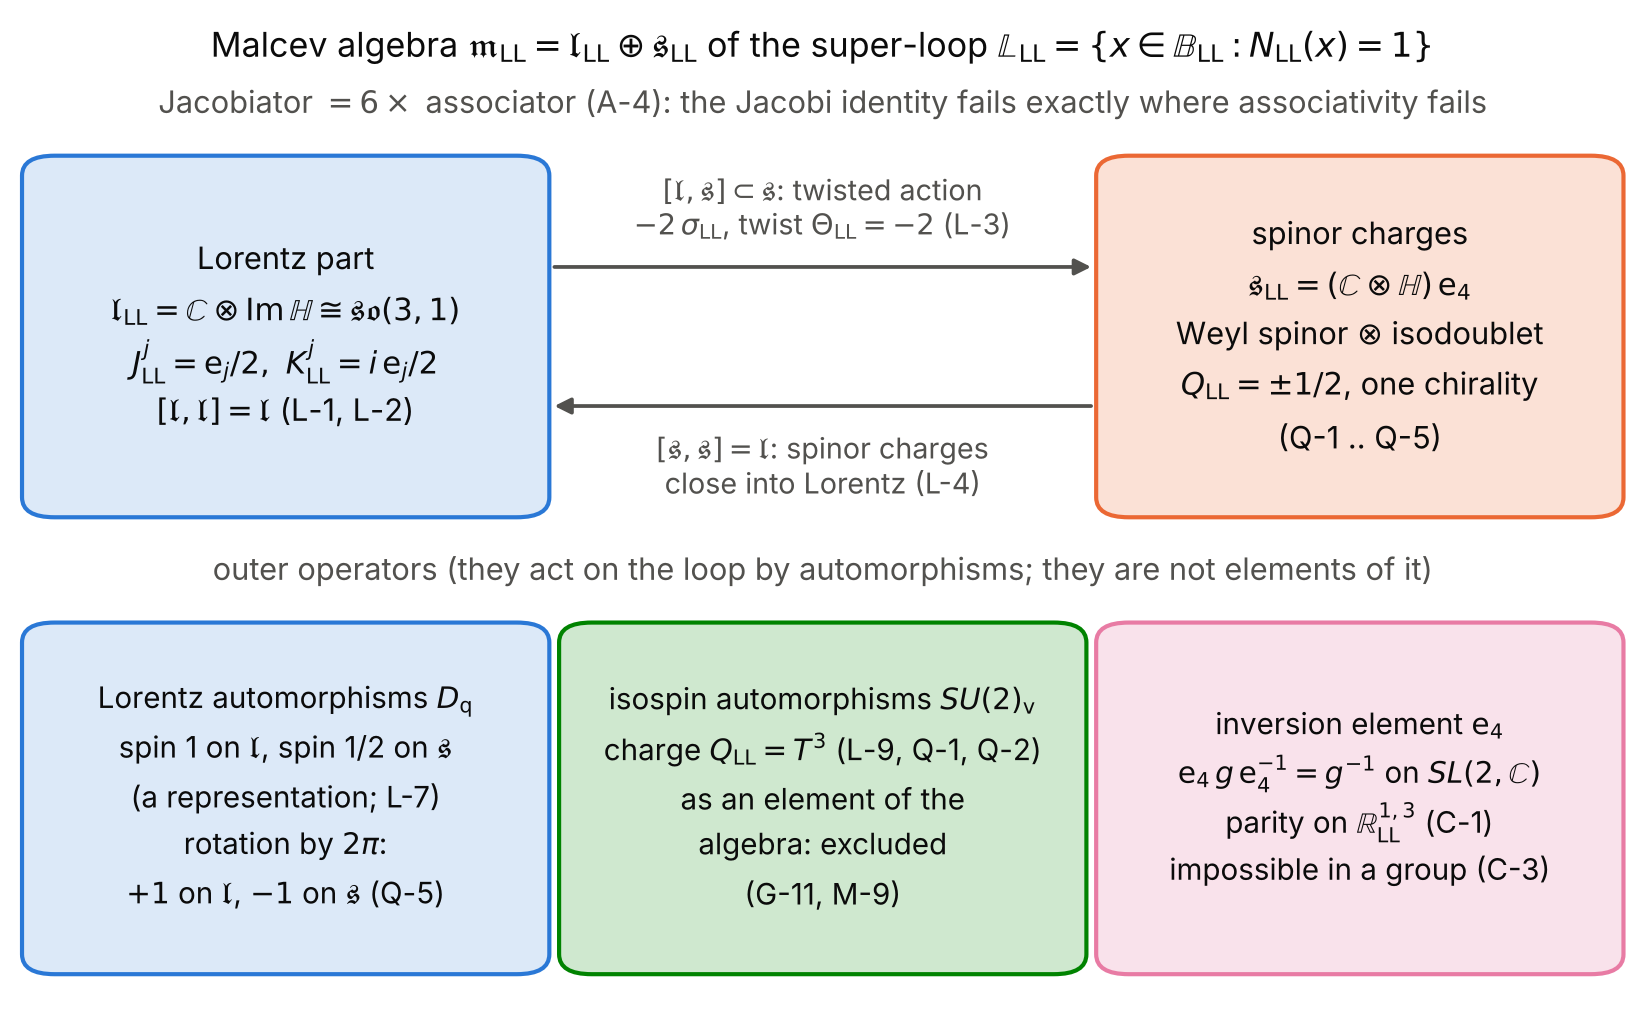 Malcev algebra 𝔪_LL = 𝔩_LL ⊕ 𝔰_LL of the super-loop 𝕃_LL = {x ∈ 𝔹_LL : N_LL(x) = 1}
Jacobiator = 6 × associator (A-4): the Jacobi identity fails exactly where associativity fails
Lorentz part
𝔩_LL = ℂ ⊗ Im ℍ ≅ 𝔰𝔬(3, 1)
J^j_LL = e_j/2, K^j_LL = i e_j/2
[𝔩, 𝔩] = 𝔩 (L-1, L-2)
[𝔩, 𝔰] ⊂ 𝔰: twisted action
−2 σ_LL, twist Θ_LL = −2 (L-3)
[𝔰, 𝔰] = 𝔩: spinor charges
close into Lorentz (L-4)
spinor charges
𝔰_LL = (ℂ ⊗ ℍ) e₄
Weyl spinor ⊗ isodoublet
Q_LL = ±1/2, one chirality
(Q-1 .. Q-5)
outer operators (they act on the loop by automorphisms; they are not elements of it)
Lorentz automorphisms D_q
spin 1 on 𝔩, spin 1/2 on 𝔰
(a representation; L-7)
rotation by 2π:
+1 on 𝔩, −1 on 𝔰 (Q-5)
isospin automorphisms SU(2)_v
charge Q_LL = T³ (L-9, Q-1, Q-2)
as an element of the
algebra: excluded
(G-11, M-9)
inversion element e₄
e₄ g e₄⁻¹ = g⁻¹ on SL(2, ℂ)
parity on ℝ^{1, 3}_LL (C-1)
impossible in a group (C-3)